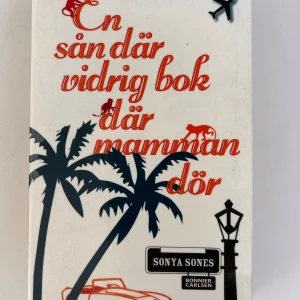 En
sån där
vidrig bok
där
mamman
dör
SONYA SONES
BONNIER
CARLSEN